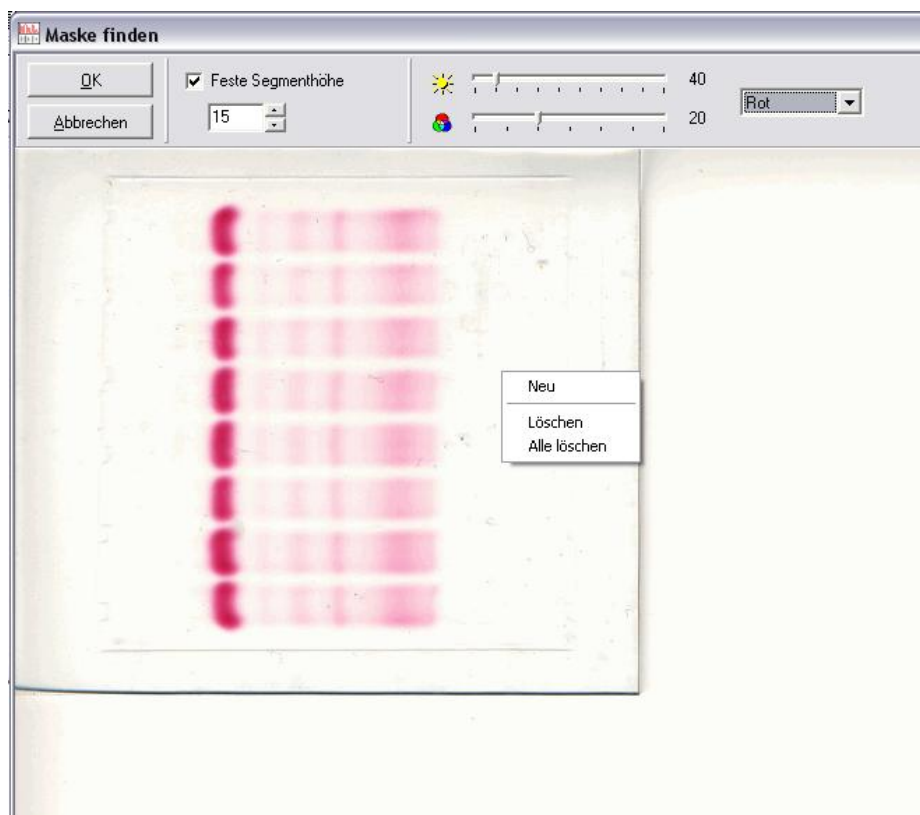 Maske finden
OK
Feste Segmenthöhe
40
Abbrechen
15
20
Rot
Neu
Löschen
Alle löschen